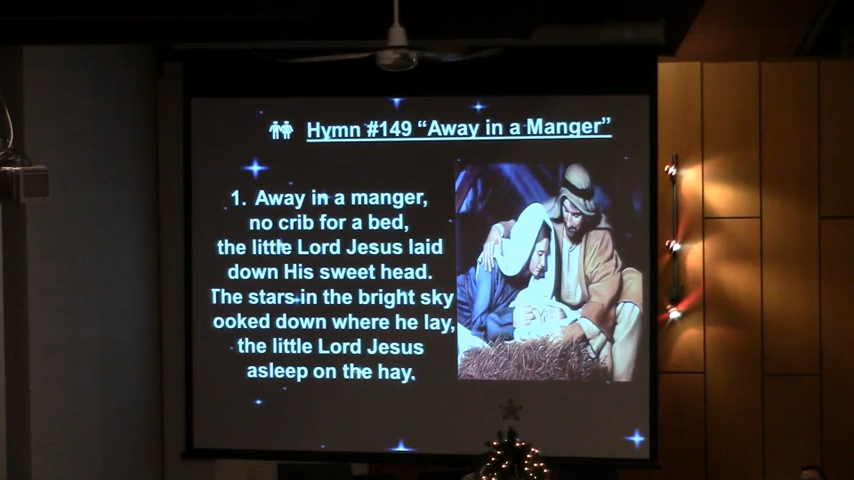 Hymn #149 “Away in a Manger”
1. Away in a manger,
no crib for a bed,
the little Lord Jesus laid
down His sweet head.
The stars in the bright sky
ooked down where he lay,
the little Lord Jesus
asleep on the hay.